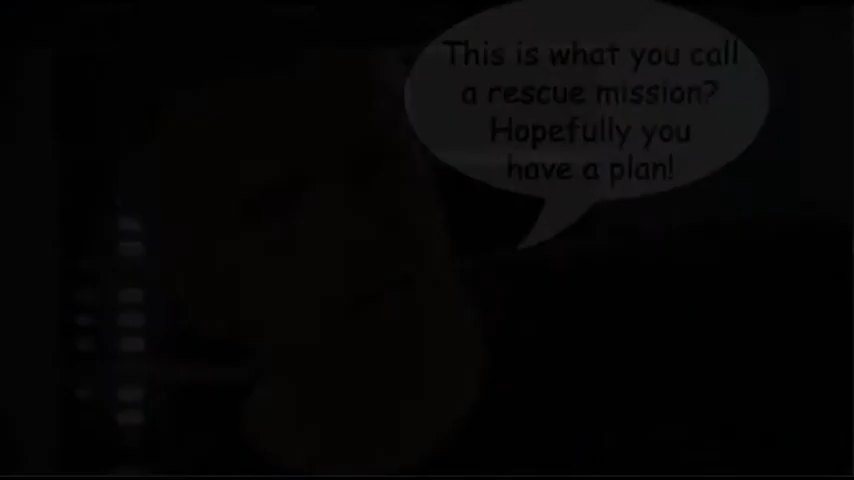 This is what you call
a rescue mission?
Hopefully you
have a plan!